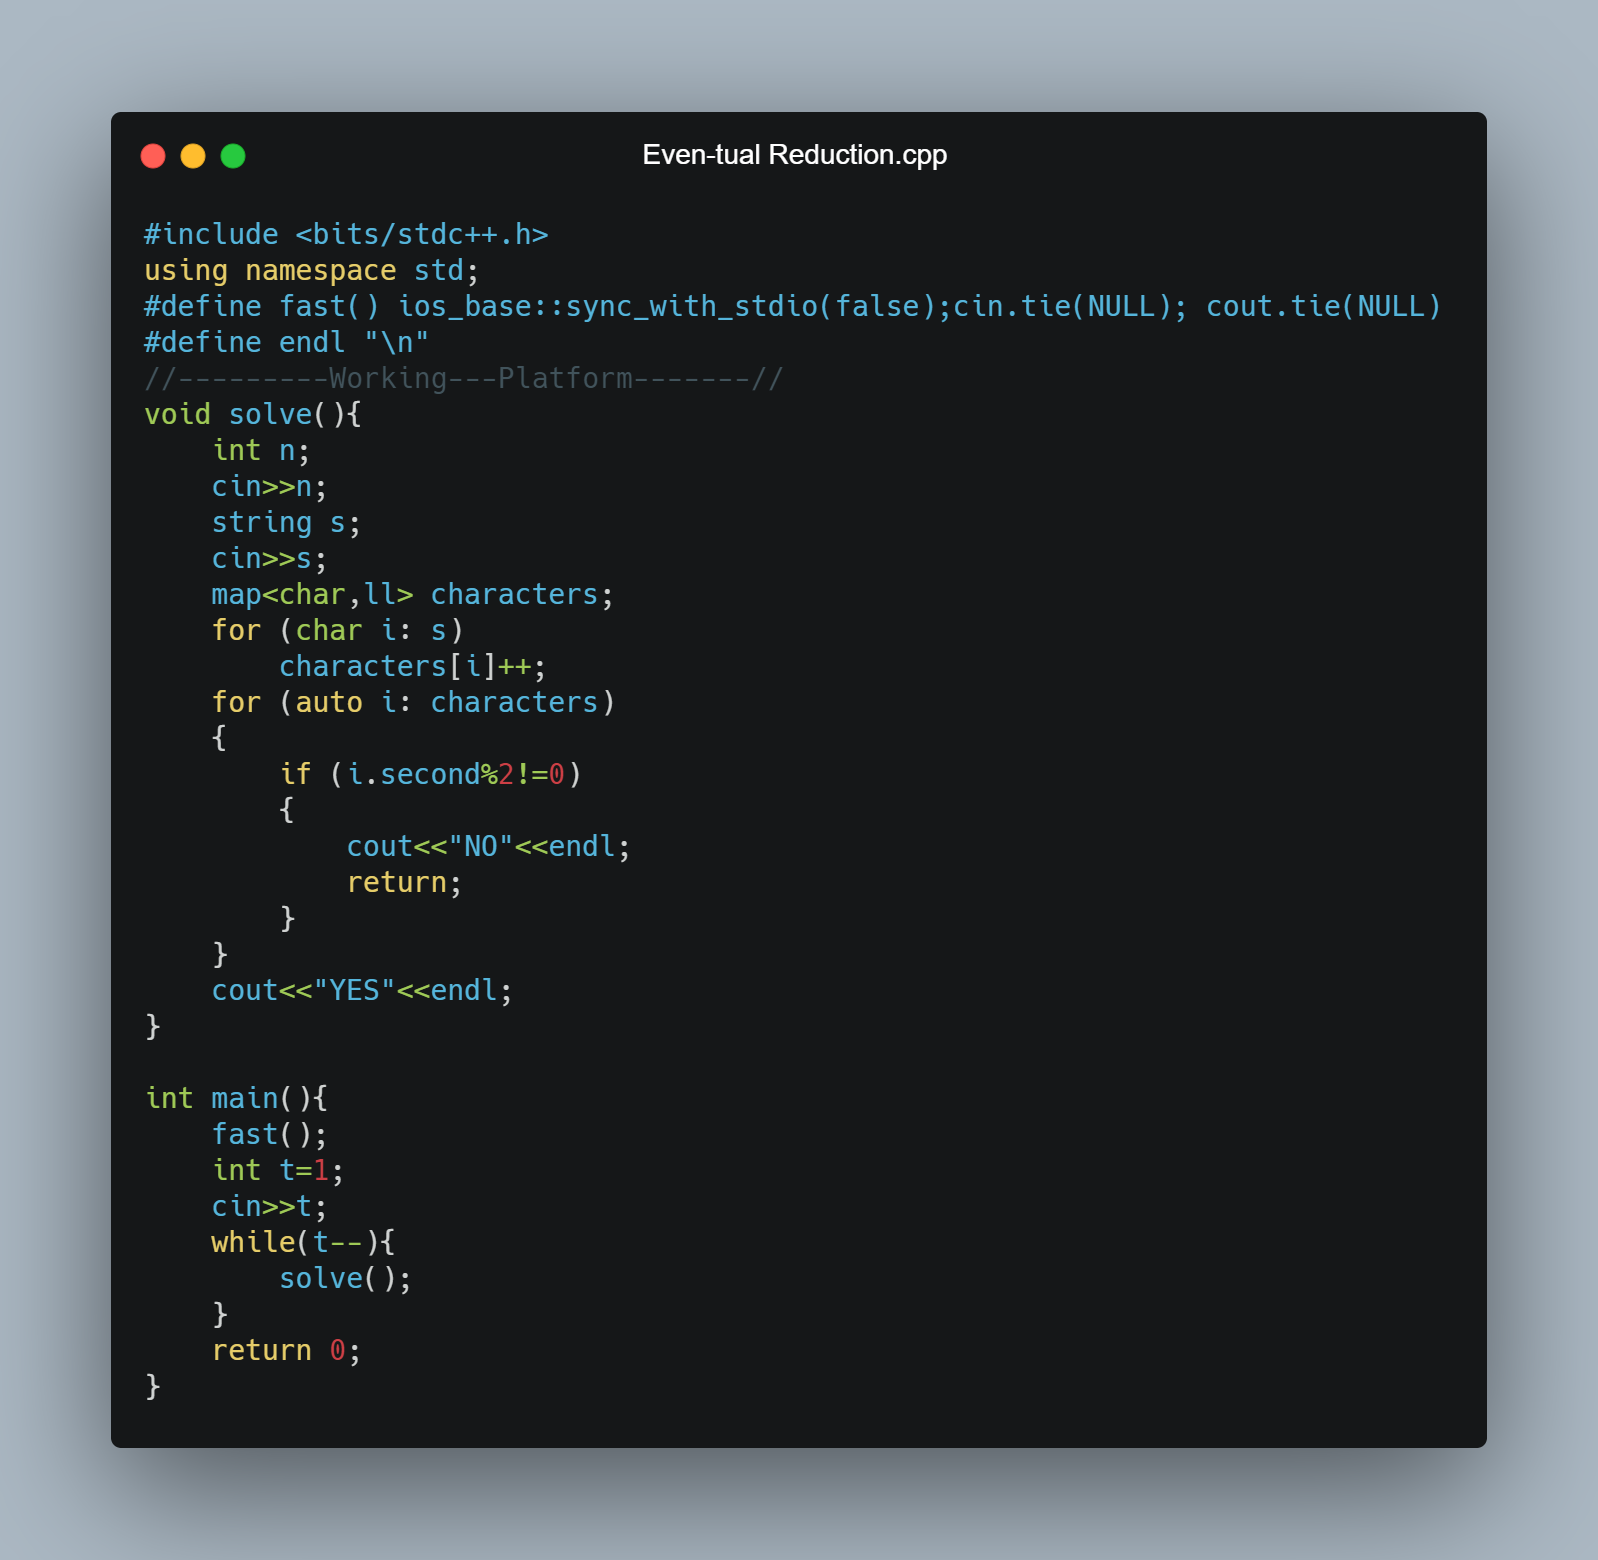 Even-tual Reduction.cpp
#include <bits/stdc++.h>
using namespace std;
#define fast() ios_base::sync_with_stdio(false);cin.tie(NULL); cout.tie(NULL)
#define endl "\n"
//---------Working---Platform-------//
void solve(){
    int n;
    cin>>n;
    string s;
    cin>>s;
    map<char,ll> characters;
    for (char i: s)
        characters[i]++;
    for (auto i: characters)
    {
        if (i.second%2!=0)
        {
            cout<<"NO"<<endl;
            return;
        }
    }
    cout<<"YES"<<endl;
}

int main(){
    fast();
    int t=1;
    cin>>t;
    while(t--){
        solve();
    }
    return 0;
}